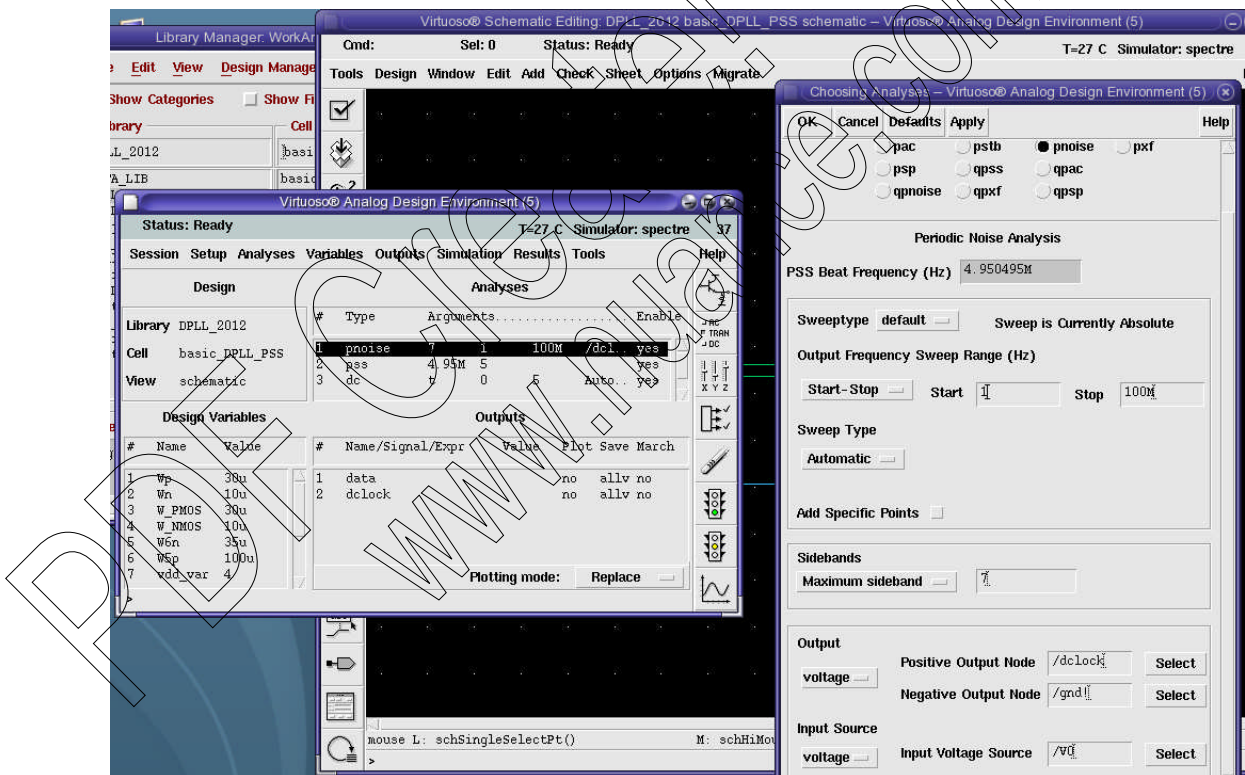 Virtuoso® Schematic Editing: DPLL_2012 basic_DPLL_PSS schematic – Virtuoso® Analog Design Environment (5)
Library Manager: WorkAr
Cmd: Sel: 0 Status: Ready T=27 C Simulator: spectre
Edit View Design Manage
Tools Design Window Edit Add Check Sheet Options Migrate
Show Categories Show Fi
brary Cell
LL_2012 basi
A_LIB basic
Choosing Analyses – Virtuoso® Analog Design Environment (5)
OK Cancel Defaults Apply Help
pac pstb pnoise pxf
psp qpss qpac
qpnoise qpxf qpsp
Periodic Noise Analysis
PSS Beat Frequency (Hz) 4.950495M
Sweeptype default Sweep is Currently Absolute
Output Frequency Sweep Range (Hz)
Start-Stop Start 1 Stop 100M
Sweep Type
Automatic
Add Specific Points
Sidebands
Maximum sideband 7
Output
voltage
Positive Output Node /dclock Select
Negative Output Node /gnd! Select
Input Source
voltage Input Voltage Source /V0 Select
Virtuoso® Analog Design Environment (5)
Status: Ready T=27 C Simulator: spectre 37
Session Setup Analyses Variables Outputs Simulation Results Tools Help
Design
Library DPLL_2012
Cell basic_DPLL_PSS
View schematic
Analyses
# Type Arguments..................... Enable
1 pnoise 7 1 100M /dcl.. yes
2 pss 4.95M 5 yes
3 dc t 0 5 Auto.. yes
AC
TRAN
DC
X Y Z
Design Variables
# Name Value
1 Wp 30u
2 Wn 10u
3 W_PMOS 30u
4 W_NMOS 10u
5 W6n 35u
6 W5p 100u
7 vdd_var 4
>
Outputs
# Name/Signal/Expr Value Plot Save March
1 data no allv no
2 dclock no allv no
Plotting mode: Replace
mouse L: schSingleSelectPt() M: schHiMou
>
www.nuance.com